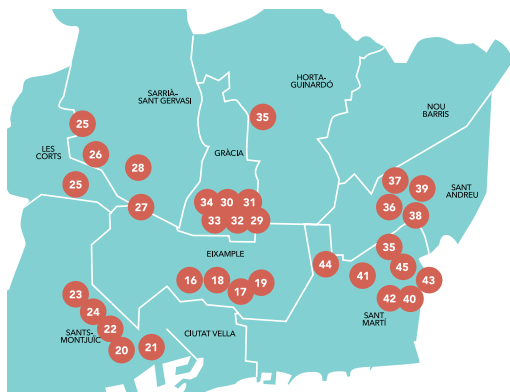 HORTA-
GUINARDÓ
SARRIÀ-
SANT GERVASI
NOU
BARRIS
35
25
LES
CORTS
26
GRÀCIA
28
25
37
39
SANT
ANDREU
34
30
31
27
36
38
33
32
29
35
EIXAMPLE
44
45
41
43
16
18
17
19
42
40
23
SANT
MARTÍ
24
SANTS-
MONTJUÏC
22
CIUTAT VELLA
20
21